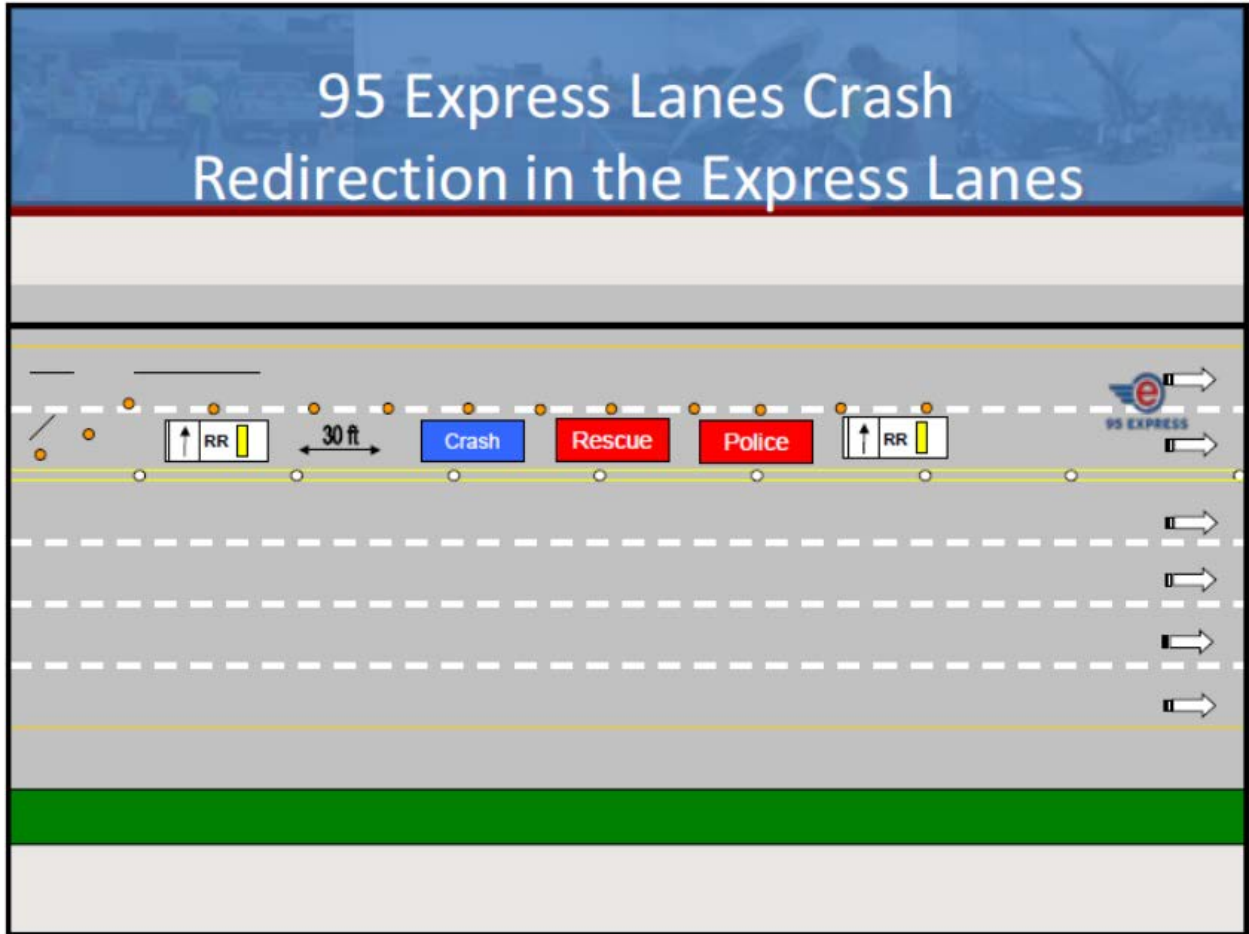 95 Express Lanes Crash
Redirection in the Express Lanes
e
95 EXPRESS
RR
30 ft
Crash
Rescue
Police
RR